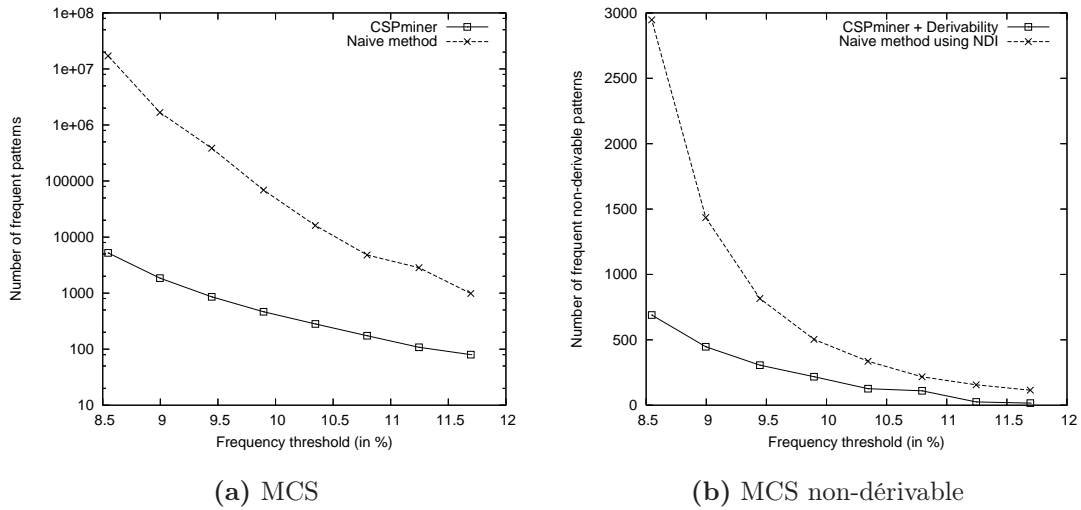 CSPminer
Naive method
1e+08
1e+07
1e+06
100000
10000
1000
100
10
8.5 9 9.5 10 10.5 11 11.5 12
Number of frequent patterns
Frequency threshold (in %)
(a) MCS
CSPminer + Derivability
Naive method using NDI
3000
2500
2000
1500
1000
500
0
8.5 9 9.5 10 10.5 11 11.5 12
Number of frequent non-derivable patterns
Frequency threshold (in %)
(b) MCS non-dérivable